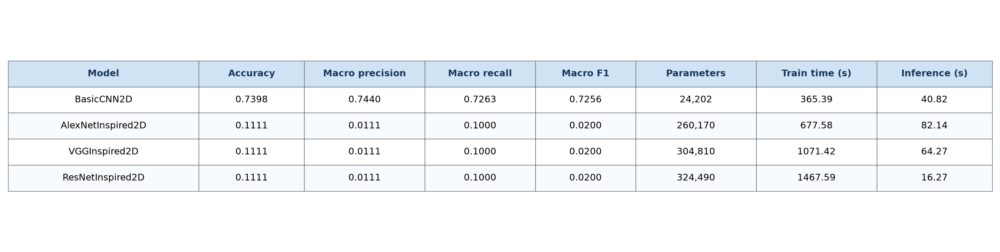 Model Accuracy Macro precision Macro recall Macro F1 Parameters Train time (s) Inference (s)
BasicCNN2D 0.7398 0.7440 0.7263 0.7256 24,202 365.39 40.82
AlexNetInspired2D 0.1111 0.0111 0.1000 0.0200 260,170 677.58 82.14
VGGInspired2D 0.1111 0.0111 0.1000 0.0200 304,810 1071.42 64.27
ResNetInspired2D 0.1111 0.0111 0.1000 0.0200 324,490 1467.59 16.27